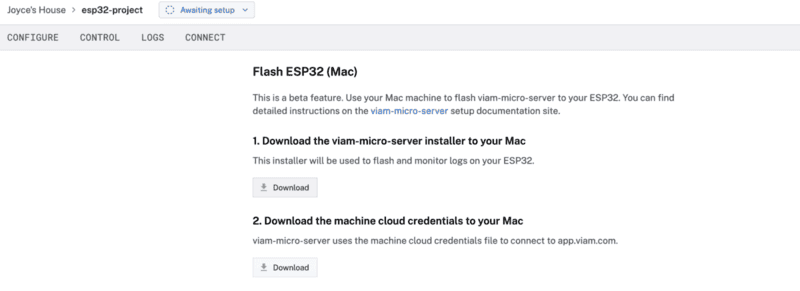 Joyce's House > esp32-project Awaiting setup
CONFIGURE CONTROL LOGS CONNECT
Flash ESP32 (Mac)
This is a beta feature. Use your Mac machine to flash viam-micro-server to your ESP32. You can find
detailed instructions on the viam-micro-server setup documentation site.
1. Download the viam-micro-server installer to your Mac
This installer will be used to flash and monitor logs on your ESP32.
Download
2. Download the machine cloud credentials to your Mac
viam-micro-server uses the machine cloud credentials file to connect to app.viam.com.
Download